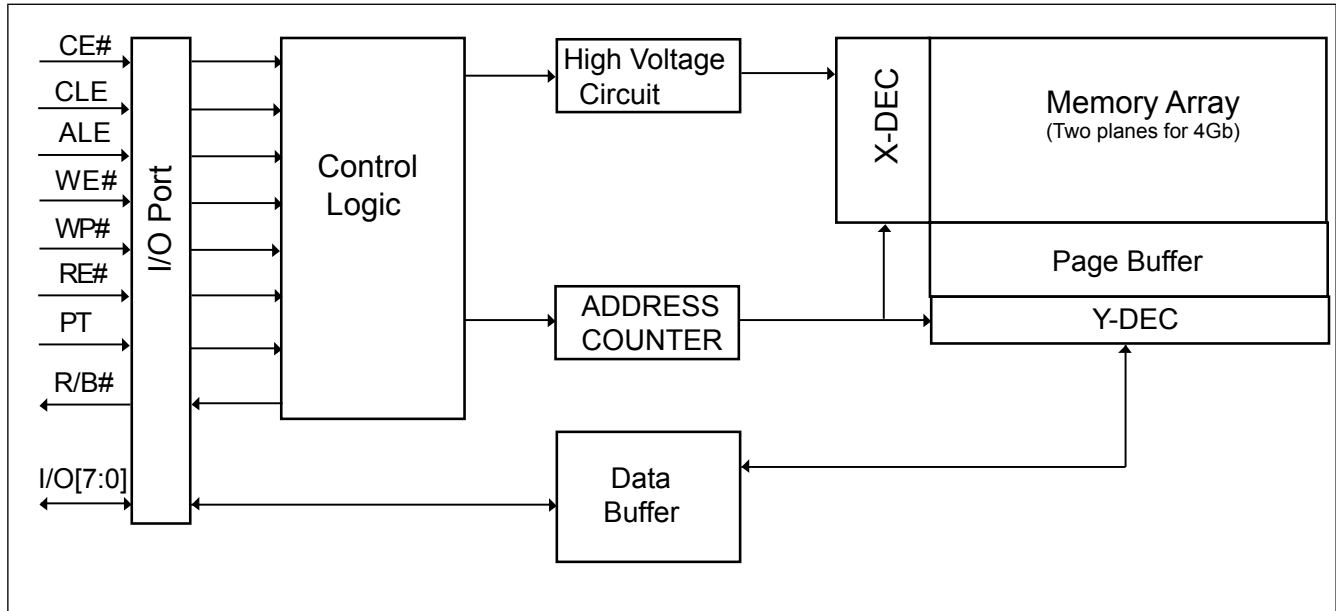 CE#
CLE
ALE
WE#
WP#
RE#
PT
R/B#
I/O[7:0]
I/O Port
Control
Logic
High Voltage
Circuit
ADDRESS
COUNTER
Data
Buffer
X-DEC
Memory Array
(Two planes for 4Gb)
Page Buffer
Y-DEC